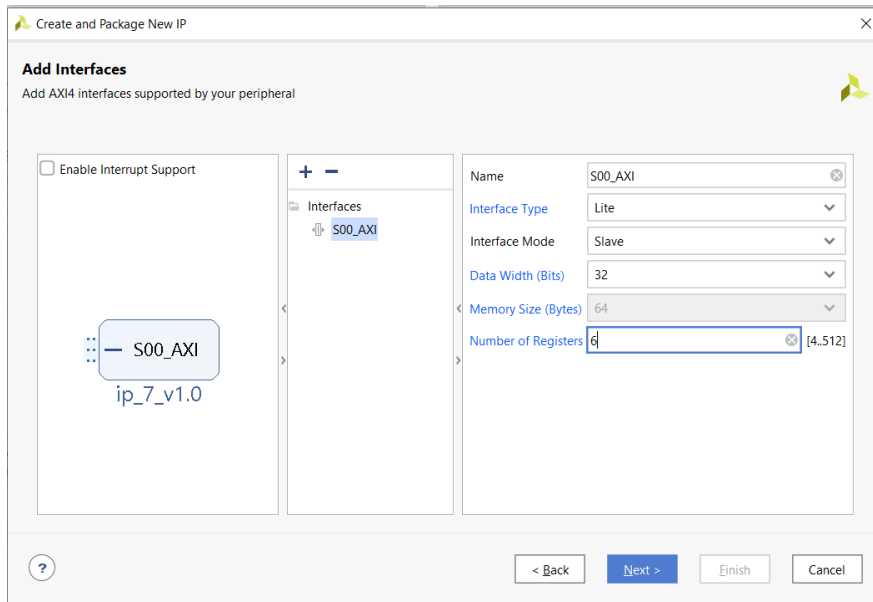 Create and Package New IP
Add Interfaces
Add AXI4 interfaces supported by your peripheral
Enable Interrupt Support
S00_AXI
ip_7_v1.0
+ −
Interfaces
S00_AXI
Name S00_AXI
Interface Type Lite
Interface Mode Slave
Data Width (Bits) 32
Memory Size (Bytes) 64
Number of Registers 6 [4..512]
? < Back Next > Finish Cancel